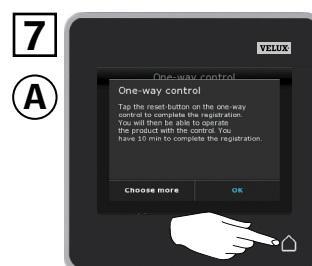 7
VELUX
A
One-way control
One-way control
Tap the reset-button on the one-way
control to complete the registration.
You will then be able to operate
the product with the control. You
have 10 min to complete the registration.
Choose more OK